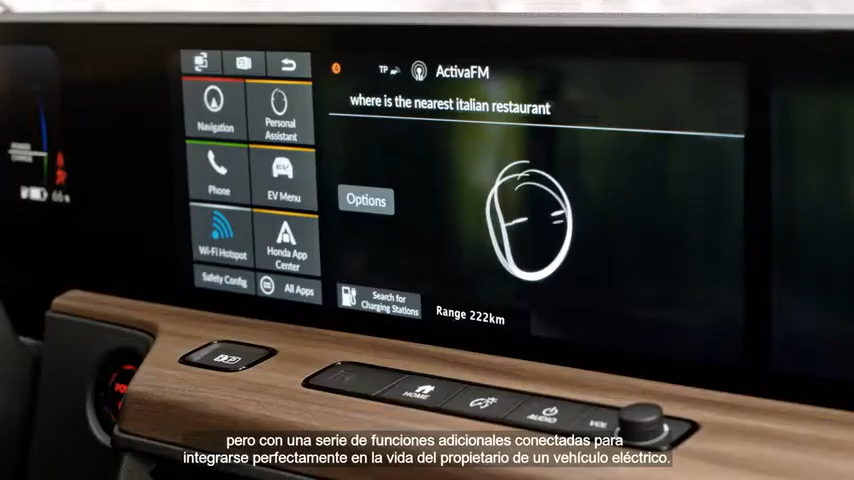 TP
ActivaFM
where is the nearest italian restaurant
Navigation
Personal
Assistant
Phone
EV
EV Menu
Options
Wi-Fi Hotspot
Honda App
Center
Safety Config
All Apps
Search for
Charging Stations
Range 222km
P
HOME
AUDIO
VOL
pero con una serie de funciones adicionales conectadas para
integrarse perfectamente en la vida del propietario de un vehículo eléctrico.